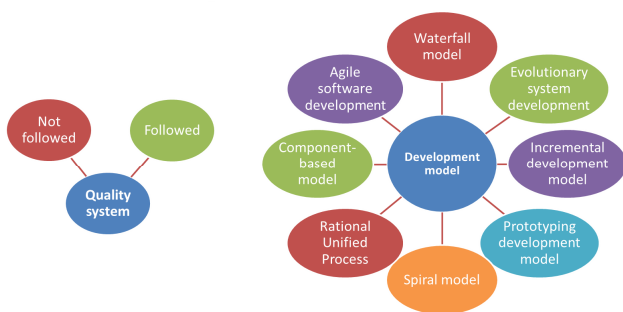 Not
followed
Followed
Quality
system
Waterfall
model
Evolutionary
system
development
Incremental
development
model
Prototyping
development
model
Spiral model
Rational
Unified
Process
Component-
based
model
Agile
software
development
Development
model